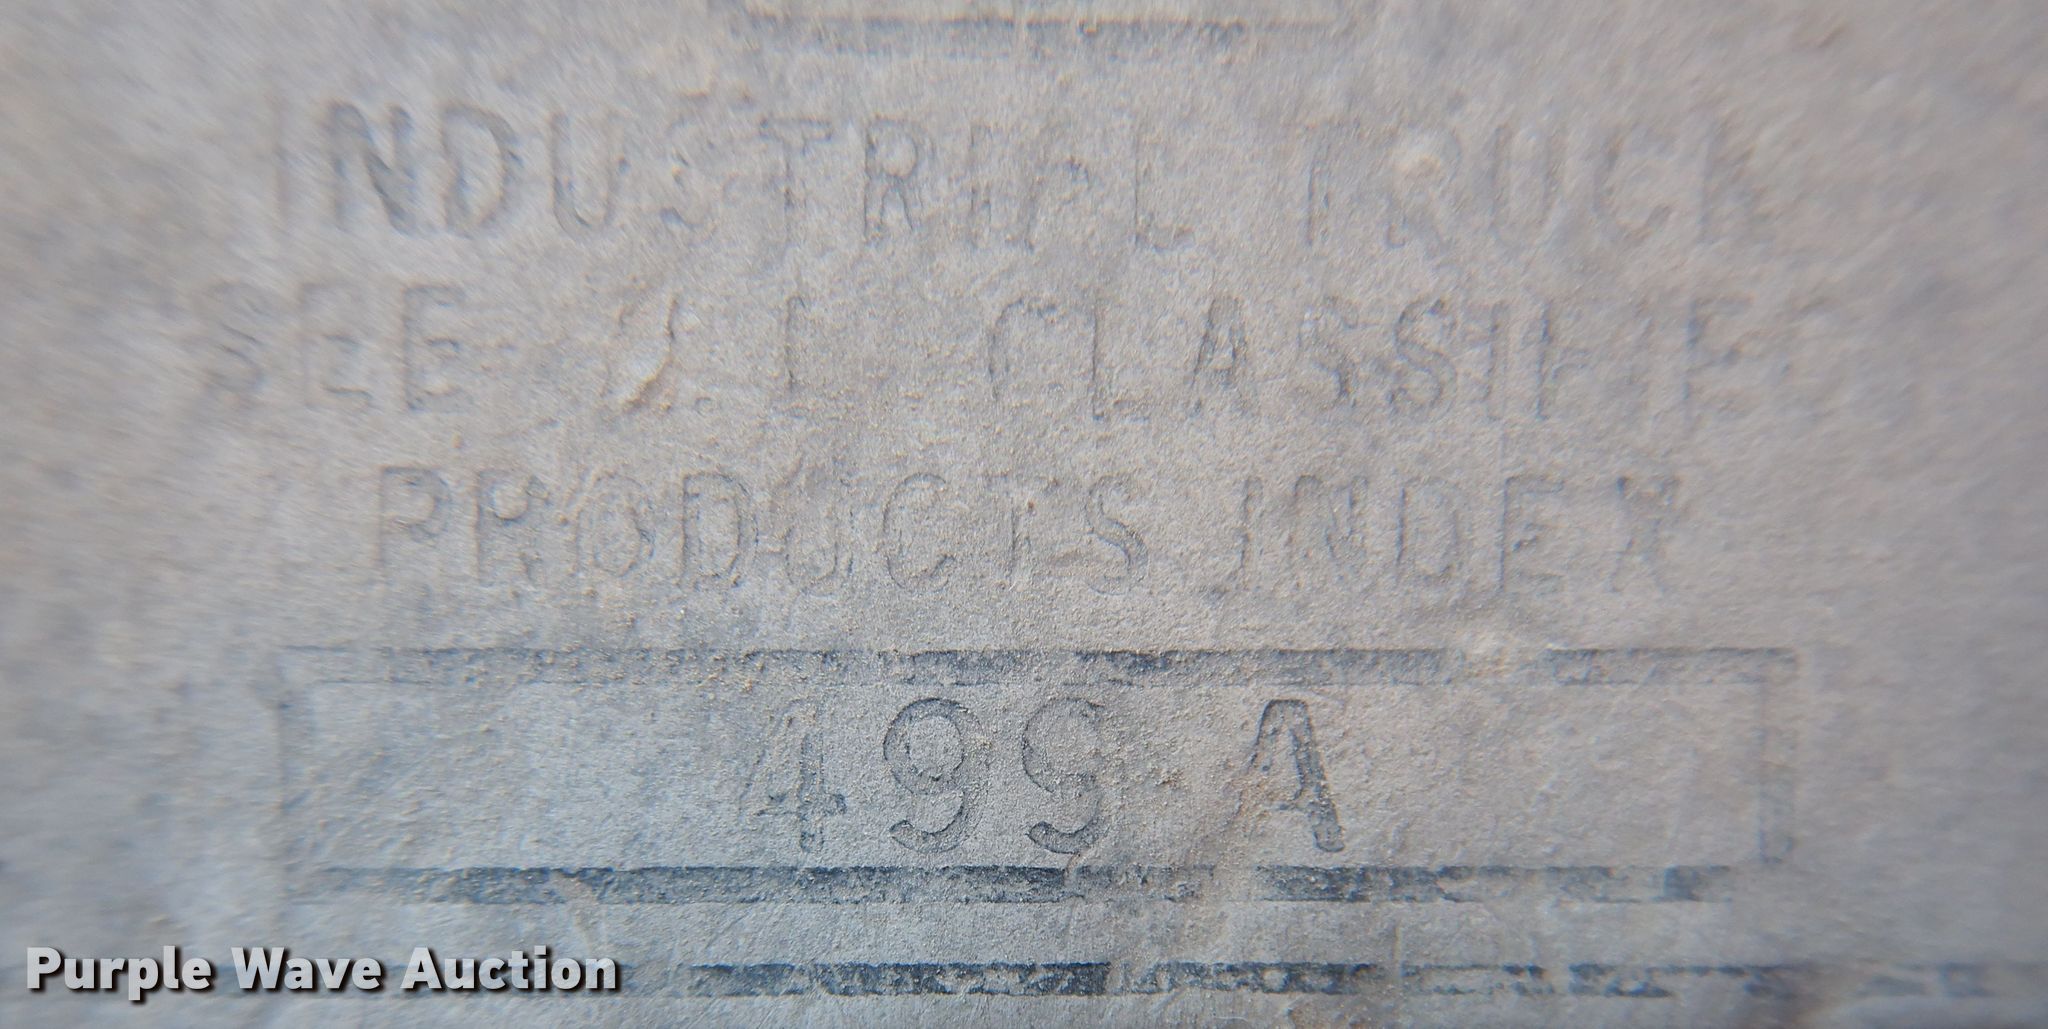 INDUSTRIAL TRUCK
SEE U.L. CLASSIFIED
PRODUCTS INDEX
499 A
Purple Wave Auction